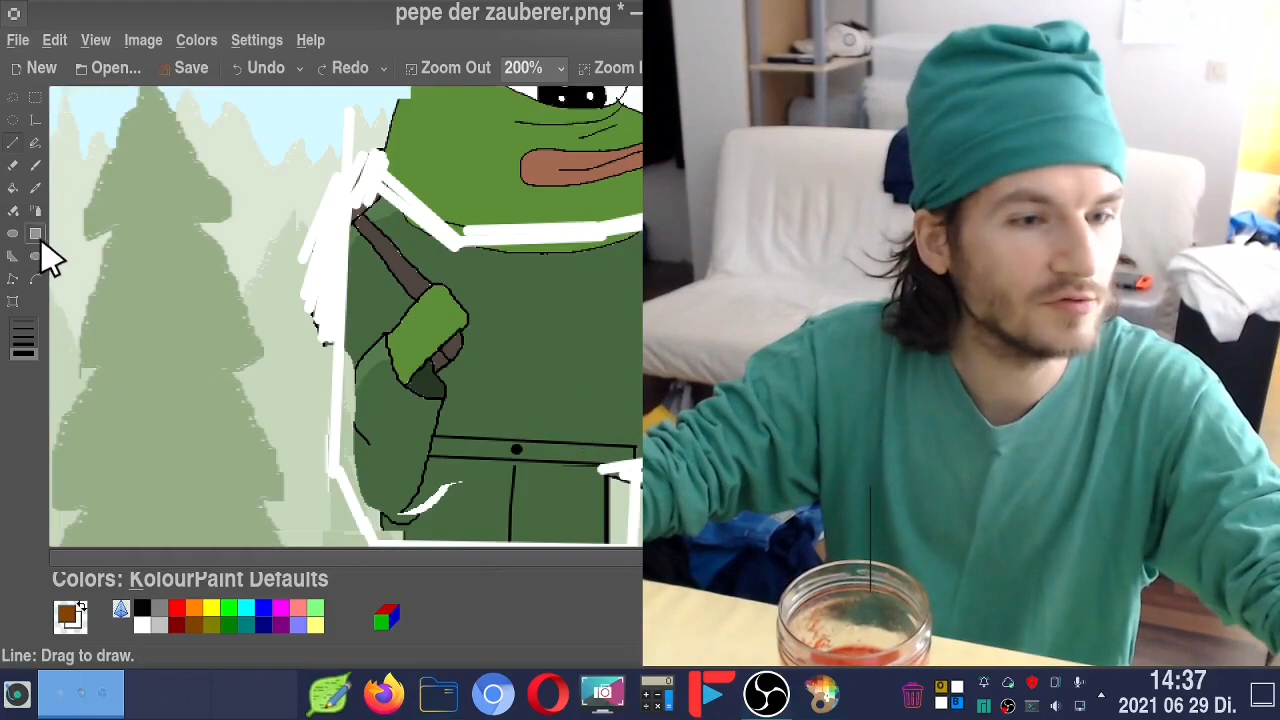 pepe der zauberer.png * —
File Edit View Image Colors Settings Help
New Open... Save Undo Redo Zoom Out 200% Zoom
Colors: KolourPaint Defaults
Line: Drag to draw.
14:37
2021 06 29 Di.